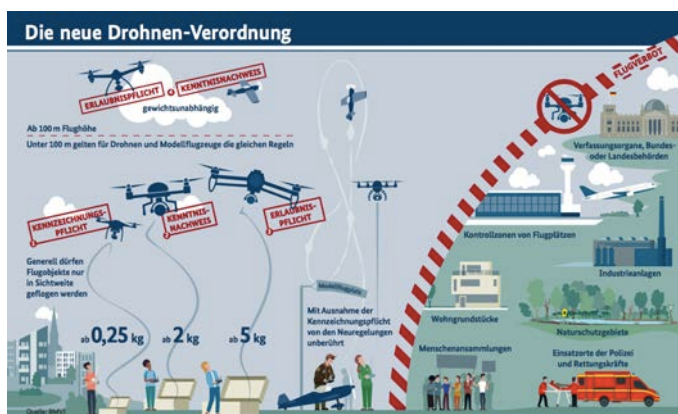 Die neue Drohnen-Verordnung
ERLAUBNISPFLICHT
KENNTNISNACHWEIS
gewichtsunabhängig
Ab 100 m Flughöhe
Unter 100 m gelten für Drohnen und Modellflugzeuge die gleichen Regeln
KENNZEICHNUNGS-
PFLICHT
KENNTNIS-
NACHWEIS
ERLAUBNIS-
PFLICHT
Generell dürfen
Flugobjekte nur
in Sichtweite
geflogen werden
ab 0,25 kg
ab 2 kg
ab 5 kg
Modellflugplatz
Mit Ausnahme der
Kennzeichnungspflicht
von den Neuregelungen
unberührt
FLUGVERBOT
Verfassungsorgane, Bundes-
oder Landesbehörden
Kontrollzonen von Flugplätzen
Industrieanlagen
Wohngrundstücke
Naturschutzgebiete
Menschenansammlungen
Einsatzorte der Polizei
und Rettungskräfte
Quelle: BMVI